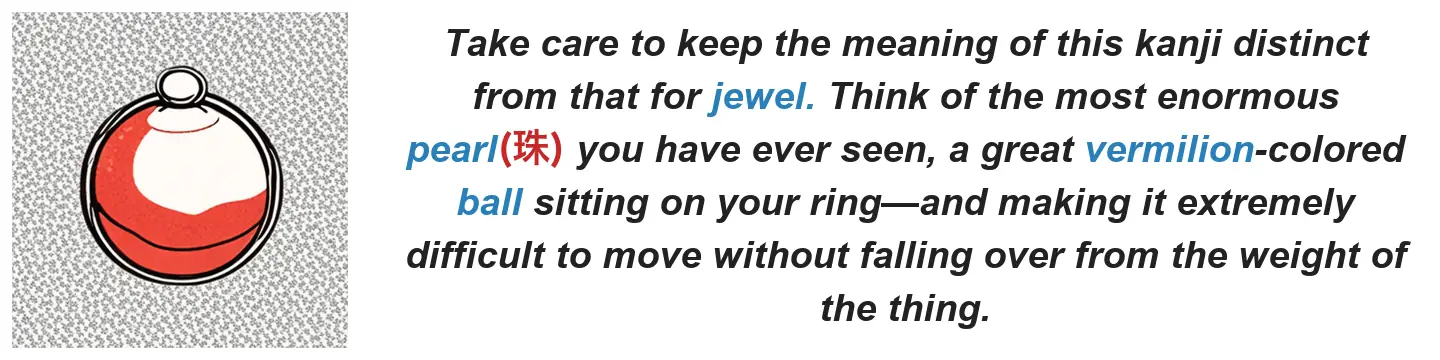 Take care to keep the meaning of this kanji distinct
from that for jewel. Think of the most enormous
pearl(珠) you have ever seen, a great vermilion-colored
ball sitting on your ring—and making it extremely
difficult to move without falling over from the weight of
the thing.